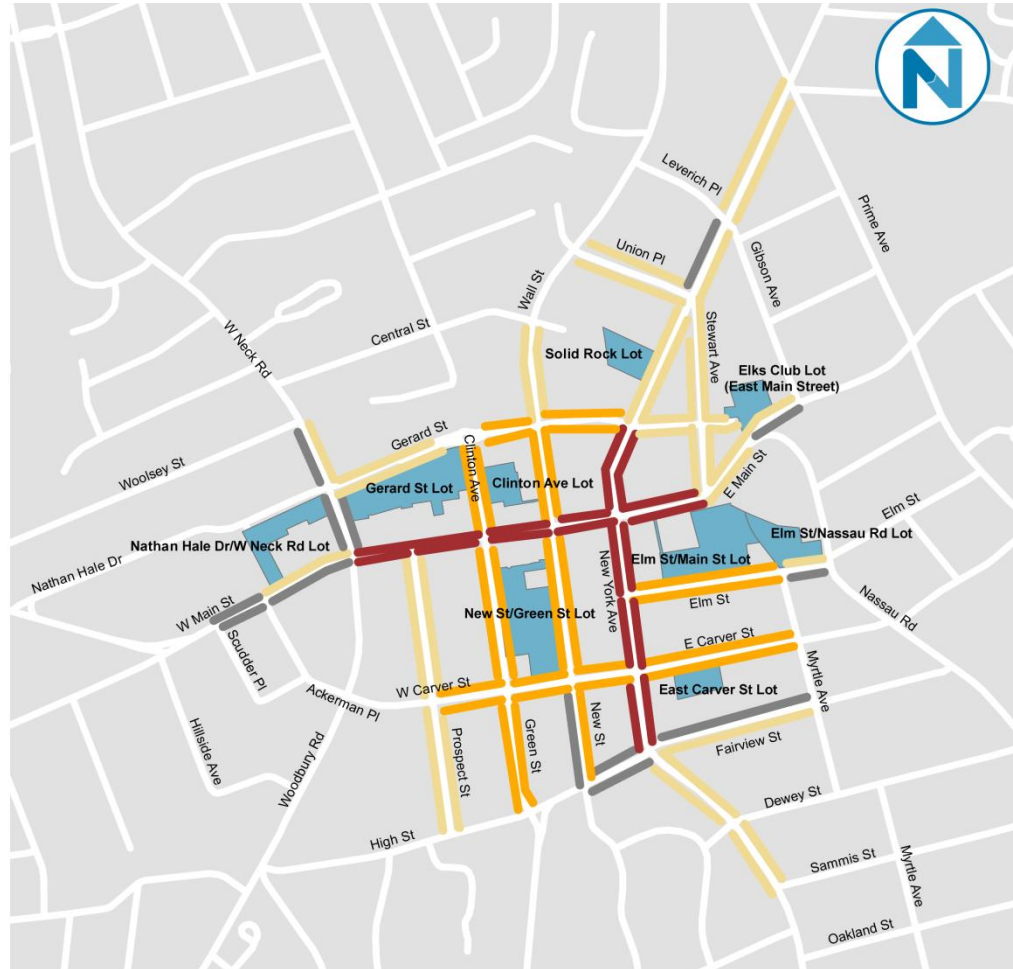 N
Leverich Pl
Prime Ave
Union Pl
Gibson Ave
Wall St
Central St
Stewart Ave
W Neck Rd
Solid Rock Lot
Elks Club Lot
(East Main Street)
Gerard St
Clinton Ave
Woolsey St
E Main St
Gerard St Lot
Clinton Ave Lot
Elm St
Elm St/Nassau Rd Lot
Nathan Hale Dr/W Neck Rd Lot
Nathan Hale Dr
New York Ave
Elm St/Main St Lot
Elm St
W Main St
New St/Green St Lot
Nassau Rd
Scudder Pl
E Carver St
W Carver St
East Carver St Lot
Myrtle Ave
Ackerman Pl
Hillside Ave
Woodbury Rd
Prospect St
Green St
New St
Fairview St
Dewey St
High St
Sammis St
Myrtle Ave
Oakland St